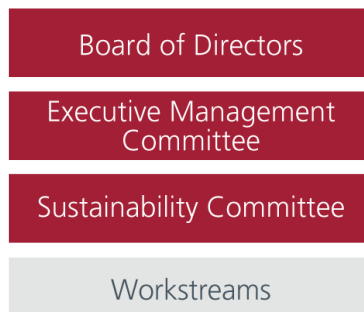 Board of Directors
Executive Management
Committee
Sustainability Committee
Workstreams